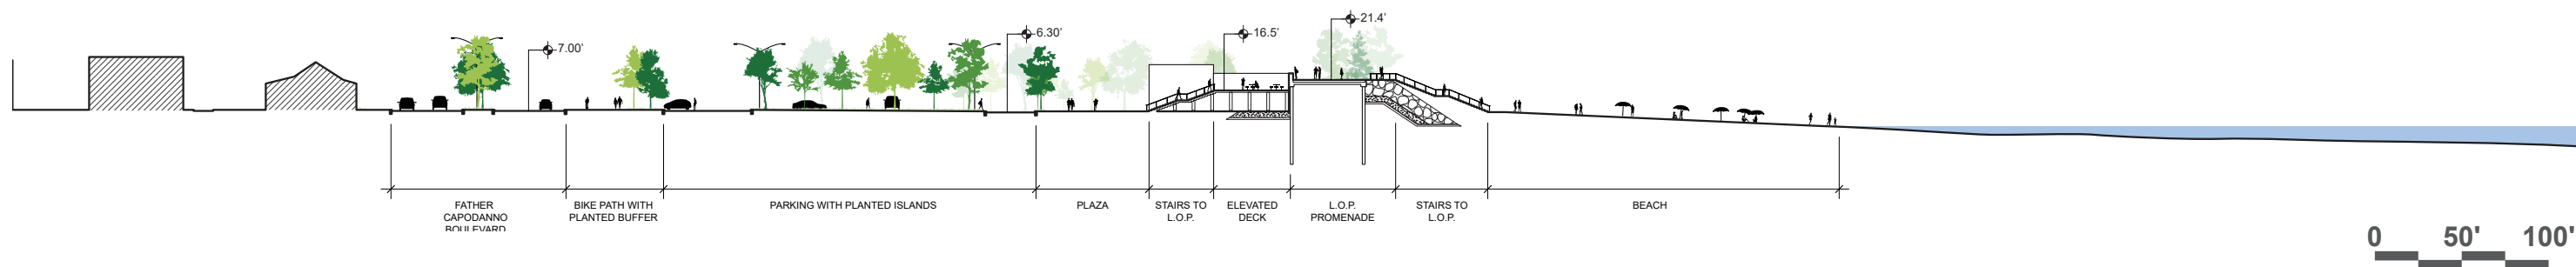 21.4'
7.00'
6.30'
16.5'
FATHER
CAPODANNO
BOULEVARD
BIKE PATH WITH
PLANTED BUFFER
PARKING WITH PLANTED ISLANDS
PLAZA
STAIRS TO
L.O.P.
ELEVATED
DECK
L.O.P.
PROMENADE
STAIRS TO
L.O.P.
BEACH
0 50' 100'